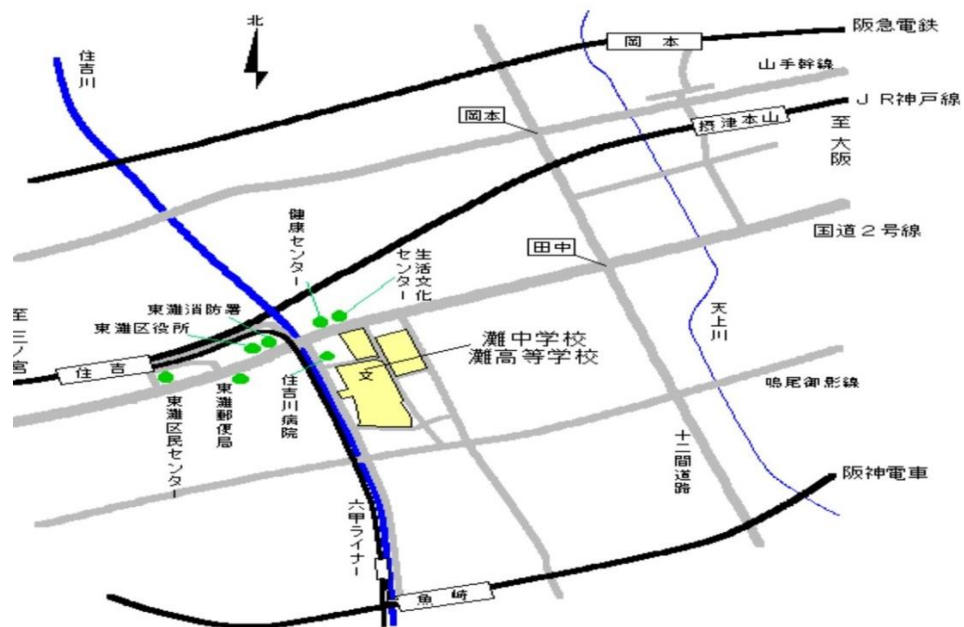 北
住吉川
阪急電鉄
岡本
山手幹線
JR神戸線
岡本
摂津本山
至大阪
国道2号線
田中
健康センター
生活文化
センター
東灘消防署
東灘区役所
至三ノ宮
住吉
灘中学校
灘高等学校
文
天上川
鳴尾御影線
住吉川病院
東灘郵便局
東灘区民センター
十二間道路
阪神電車
六甲ライナー
魚崎